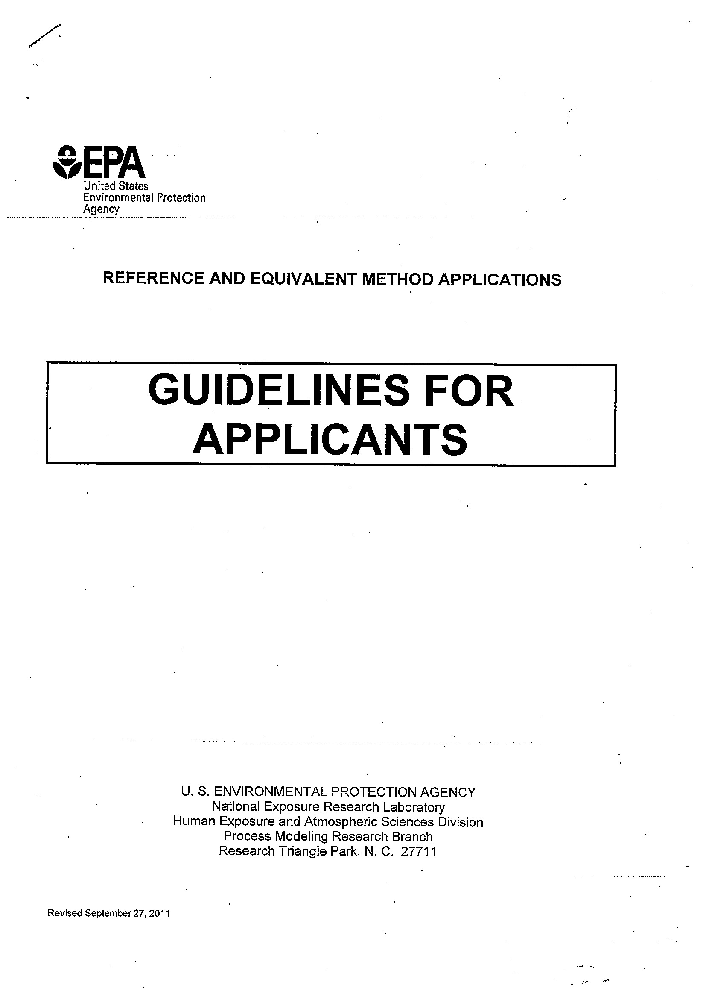 EPA
United States
Environmental Protection
Agency
REFERENCE AND EQUIVALENT METHOD APPLICATIONS
GUIDELINES FOR
APPLICANTS
U. S. ENVIRONMENTAL PROTECTION AGENCY
National Exposure Research Laboratory
Human Exposure and Atmospheric Sciences Division
Process Modeling Research Branch
Research Triangle Park, N. C. 27711
Revised September 27, 2011